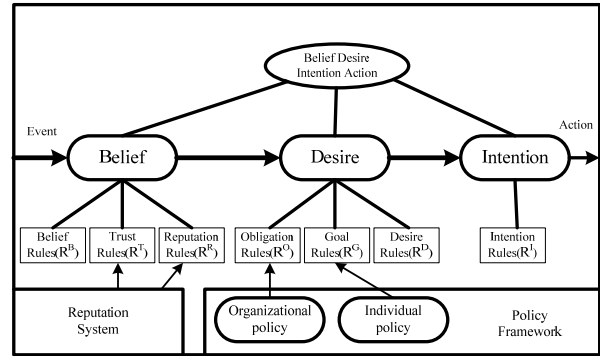 Belief Desire
Intention Action
Event
Action
Belief
Desire
Intention
Belief
Rules(R^B)
Trust
Rules(R^T)
Reputation
Rules(R^R)
Obligation
Rules(R^O)
Goal
Rules(R^G)
Desire
Rules(R^D)
Intention
Rules(R^I)
Reputation
System
Organizational
policy
Individual
policy
Policy
Framework